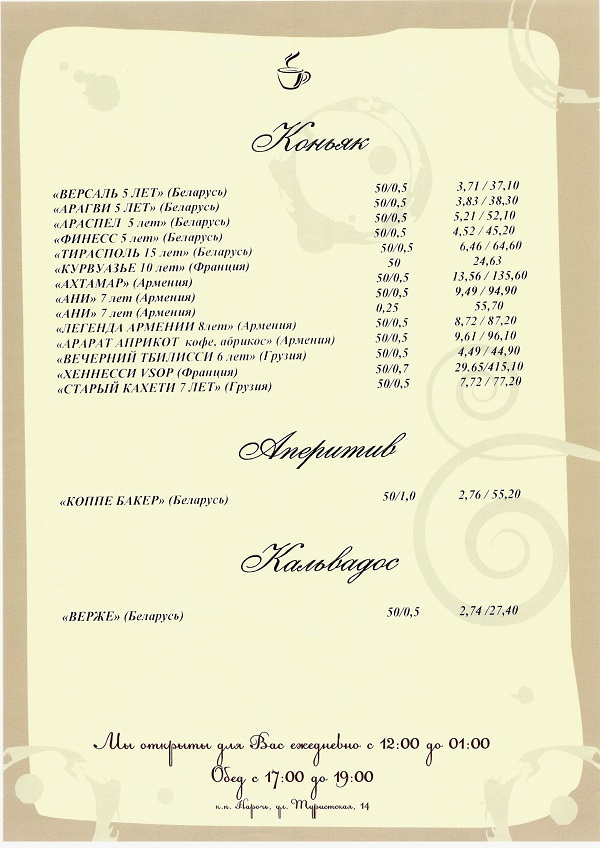 Коньяк
«ВЕРСАЛЬ 5 ЛЕТ» (Беларусь) 50/0,5 3,71 / 37,10
«АРАГВИ 5 ЛЕТ» (Беларусь) 50/0,5 3,83 / 38,30
«АРАСПЕЛ 5 лет» (Беларусь) 50/0,5 5,21 / 52,10
«ФИНЕСС 5 лет» (Беларусь) 50/0,5 4,52 / 45,20
«ТИРАСПОЛЬ 15 лет» (Беларусь) 50/0,5 6,46 / 64,60
«КУРВУАЗЬЕ 10 лет» (Франция) 50 24,63
«АХТАМАР» (Армения) 50/0,5 13,56 / 135,60
«АНИ» 7 лет (Армения) 50/0,5 9,49 / 94,90
«АНИ» 7 лет (Армения) 0,25 55,70
«ЛЕГЕНДА АРМЕНИИ 8лет» (Армения) 50/0,5 8,72 / 87,20
«АРАРАТ АПРИКОТ кофе, абрикос» (Армения) 50/0,5 9,61 / 96,10
«ВЕЧЕРНИЙ ТБИЛИССИ 6 лет» (Грузия) 50/0,5 4,49 / 44,90
«ХЕННЕССИ VSOP (Франция) 50/0,7 29.65/415,10
«СТАРЫЙ КАХЕТИ 7 ЛЕТ» (Грузия) 50/0,5 7,72 / 77,20
Аперитив
«КОППЕ БАКЕР» (Беларусь) 50/1,0 2,76 / 55,20
Кальвадос
«ВЕРЖЕ» (Беларусь) 50/0,5 2,74 /27,40
Мы открыты для Вас ежедневно с 12:00 до 01:00
Обед с 17:00 до 19:00
к.п. Нарочь, ул. Туристская, 14